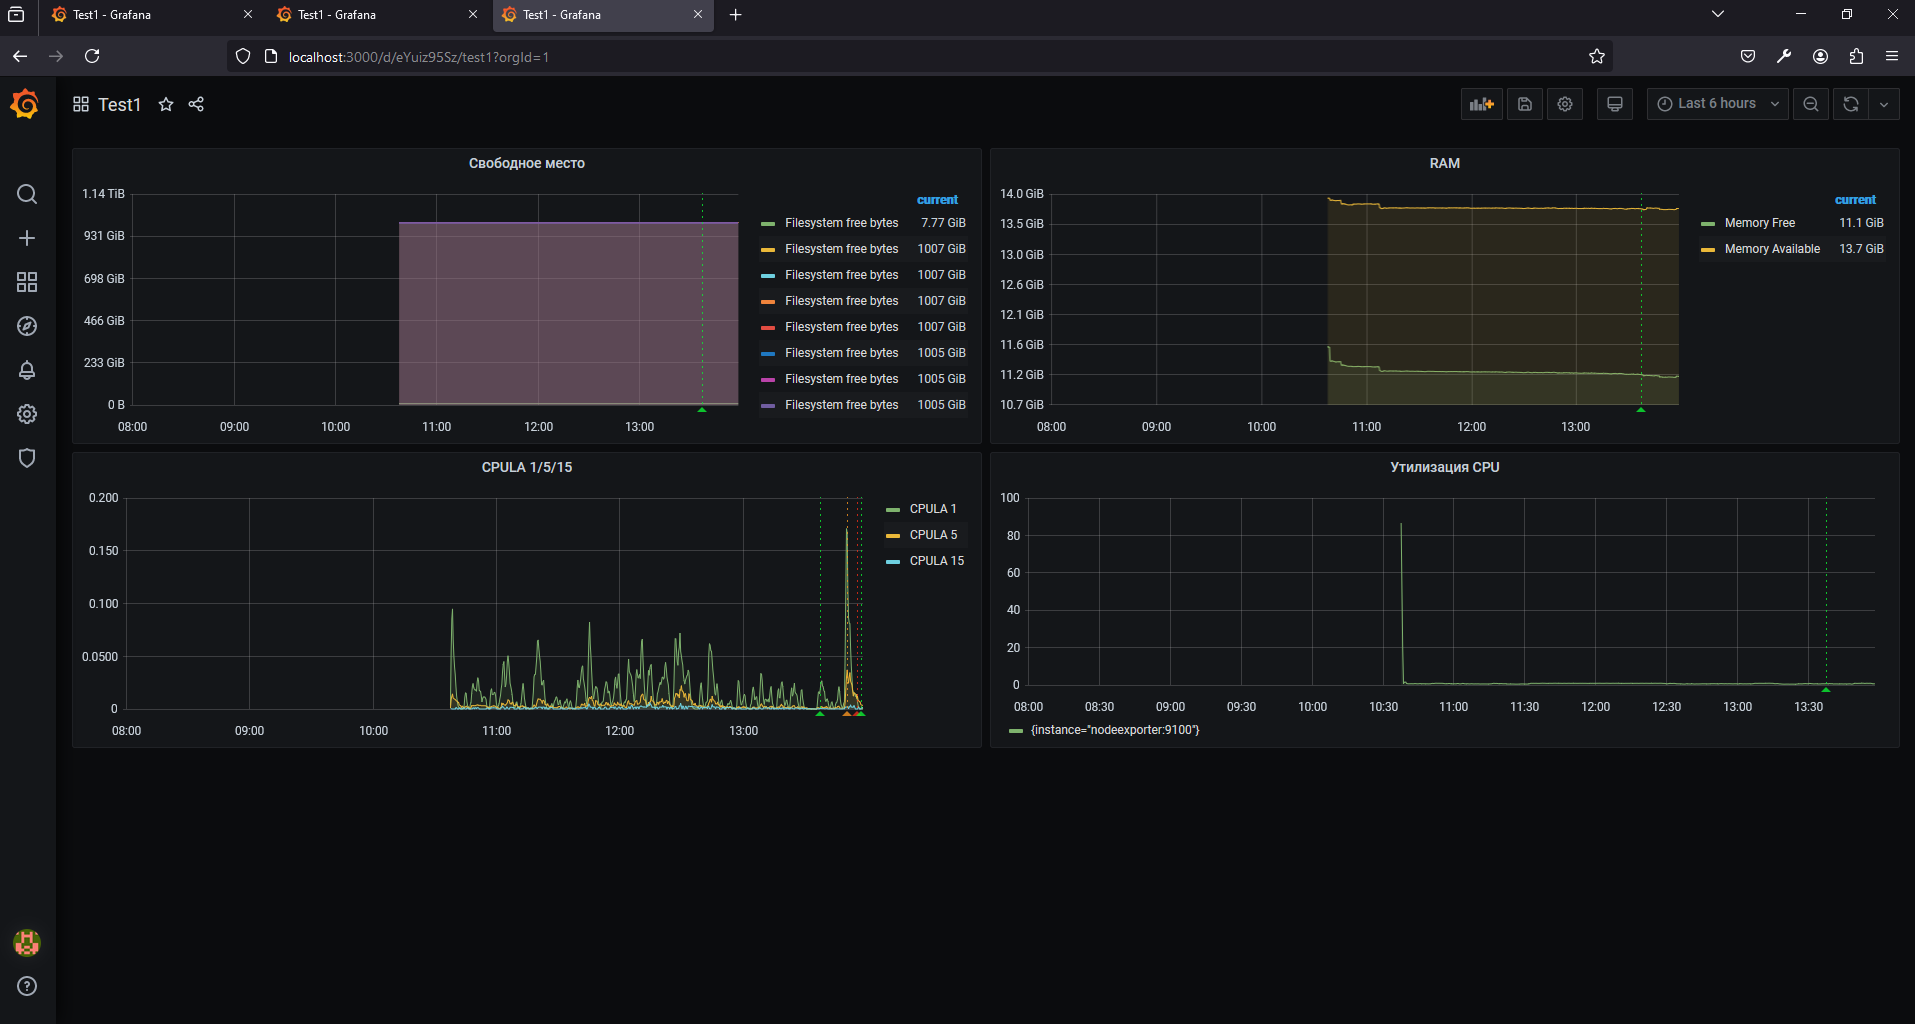 Test1 - Grafana
Test1 - Grafana
Test1 - Grafana
localhost:3000/d/eYuiz95Sz/test1?orgId=1
Test1
Last 6 hours
Свободное место
1.14 TiB
931 GiB
698 GiB
466 GiB
233 GiB
0 B
08:00 09:00 10:00 11:00 12:00 13:00
current
Filesystem free bytes 7.77 GiB
Filesystem free bytes 1007 GiB
Filesystem free bytes 1007 GiB
Filesystem free bytes 1007 GiB
Filesystem free bytes 1007 GiB
Filesystem free bytes 1005 GiB
Filesystem free bytes 1005 GiB
Filesystem free bytes 1005 GiB
RAM
14.0 GiB
13.5 GiB
13.0 GiB
12.6 GiB
12.1 GiB
11.6 GiB
11.2 GiB
10.7 GiB
08:00 09:00 10:00 11:00 12:00 13:00
current
Memory Free 11.1 GiB
Memory Available 13.7 GiB
CPULA 1/5/15
0.200
0.150
0.100
0.0500
0
08:00 09:00 10:00 11:00 12:00 13:00
CPULA 1
CPULA 5
CPULA 15
Утилизация CPU
100
80
60
40
20
0
08:00 08:30 09:00 09:30 10:00 10:30 11:00 11:30 12:00 12:30 13:00 13:30
{instance="nodeexporter:9100"}